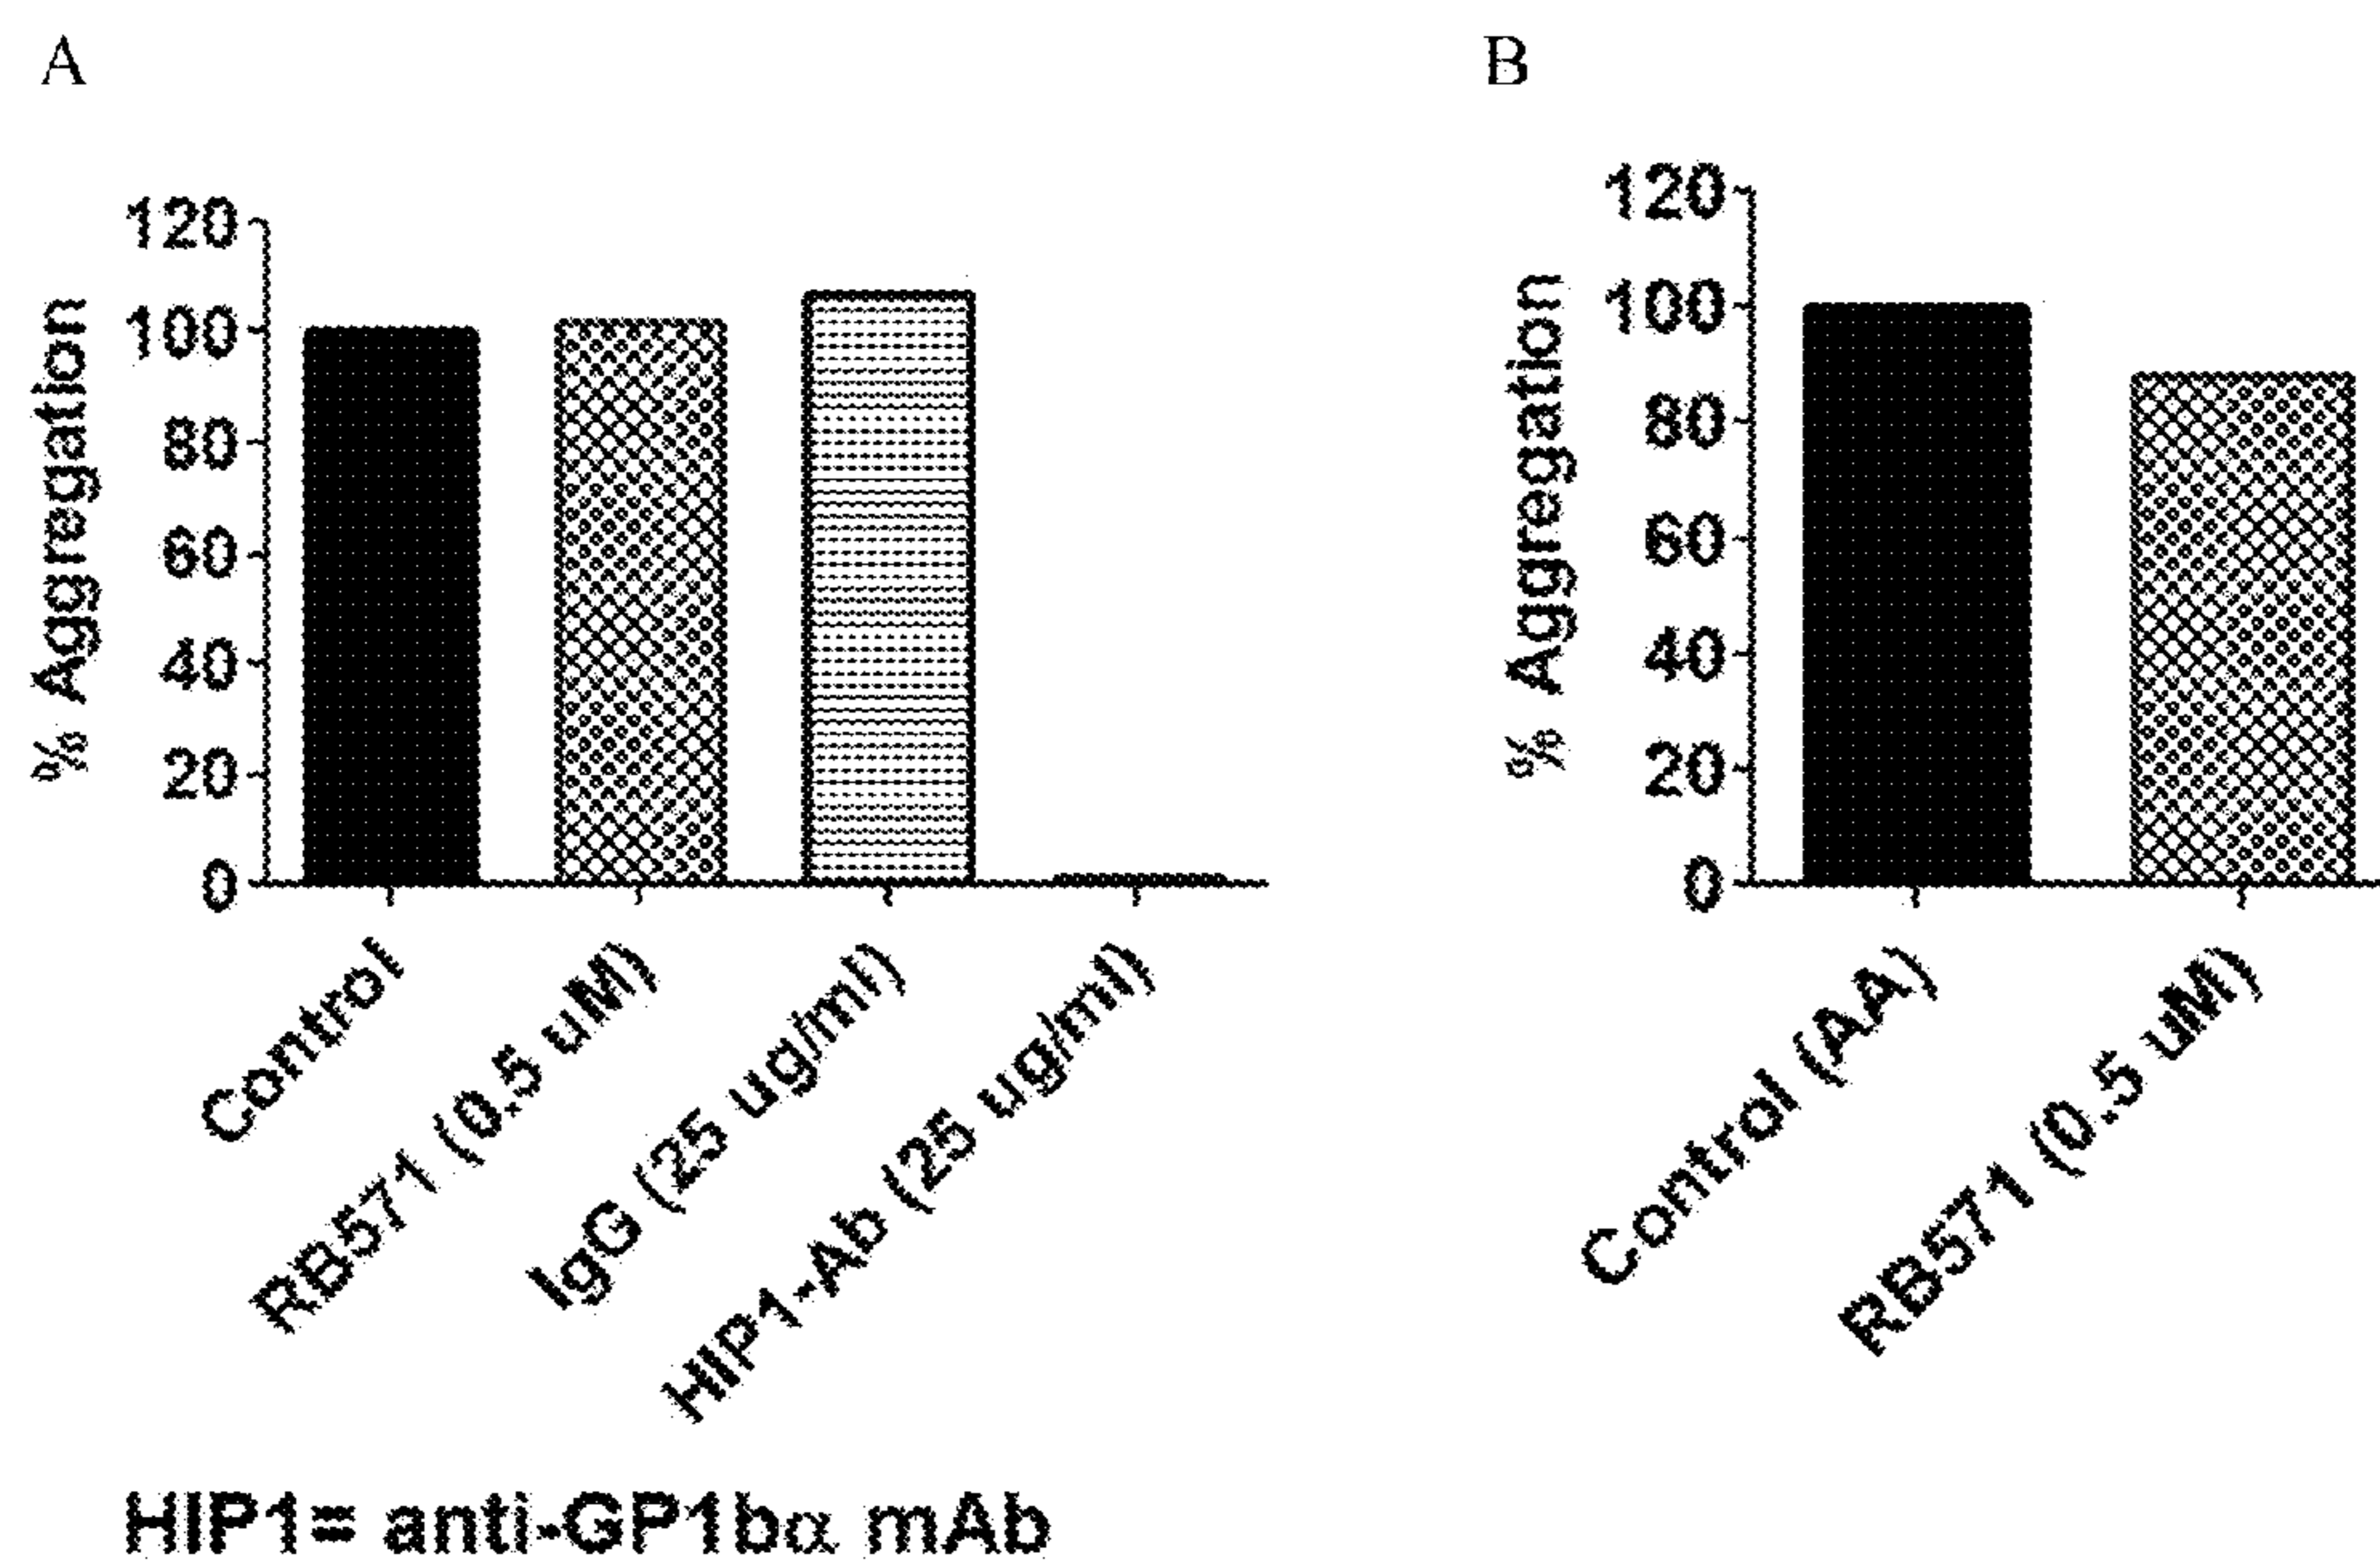 A
B
% Aggregation
120
100
80
60
40
20
0
Control
RB571 (0.5 uM)
IgG (25 ug/ml)
HIP1-Ab (25 ug/ml)
HIP1= anti-GP1bα mAb
% Aggregation
120
100
80
60
40
20
0
Control (AA)
RB571 (0.5 uM)